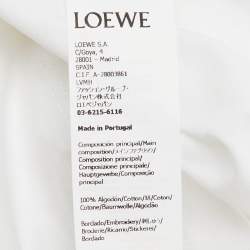 LOEWE
LOEWE S.A.
C/Goya, 4
28001 - Madrid
SPAIN
C.I.F. A-28003861
LVMH
ファッション・グループ・
ジャパン株式会社
ロエベジャパン
03-6215-6116
Made in Portugal
Composición principal/Main
composition/メインファブリック/
Composition principale/
Composizione principale/
Hauptgewebe/Composição
principal
100% Algodón/Cotton/綿/Coton/
Cotone/Baumwolle/Algodão
Bordado/Embroidery/刺しゅう/
Broderie/Ricamo/Stickerei/
Bordado